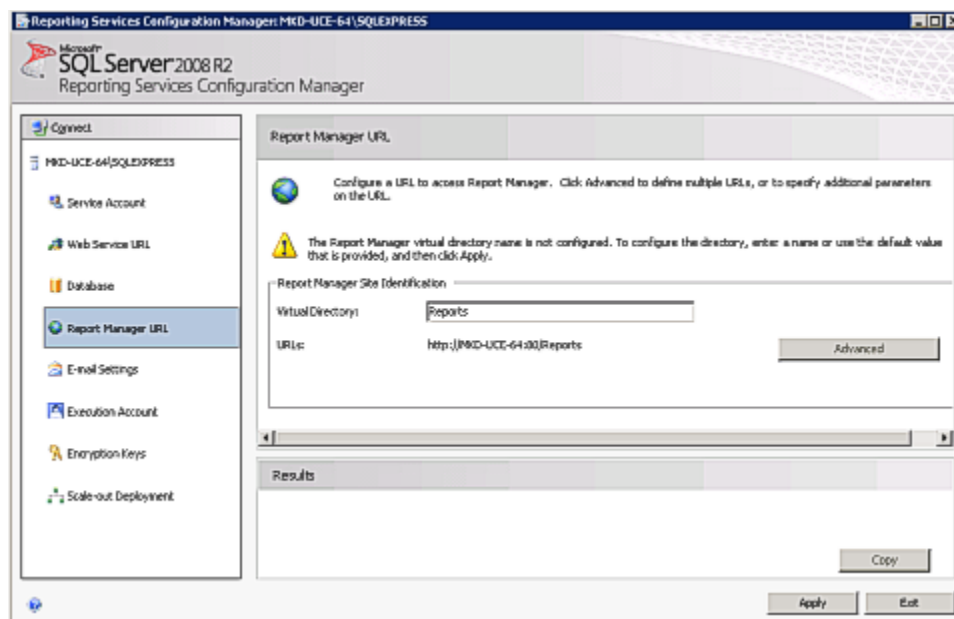 Reporting Services Configuration Manager: MKD-UCE-64\SQLEXPRESS
Microsoft
SQL Server 2008 R2
Reporting Services Configuration Manager
Connect
MKD-UCE-64\SQLEXPRESS
Service Account
Web Service URL
Database
Report Manager URL
E-mail Settings
Execution Account
Encryption Keys
Scale-out Deployment
Report Manager URL
Configure a URL to access Report Manager. Click Advanced to define multiple URLs, or to specify additional parameters
on the URL.
The Report Manager virtual directory name is not configured. To configure the directory, enter a name or use the default value
that is provided, and then click Apply.
Report Manager Site Identification
Virtual Directory:
Reports
URLs:
http://MKD-UCE-64:80/Reports
Advanced
Results
Copy
Apply
Exit